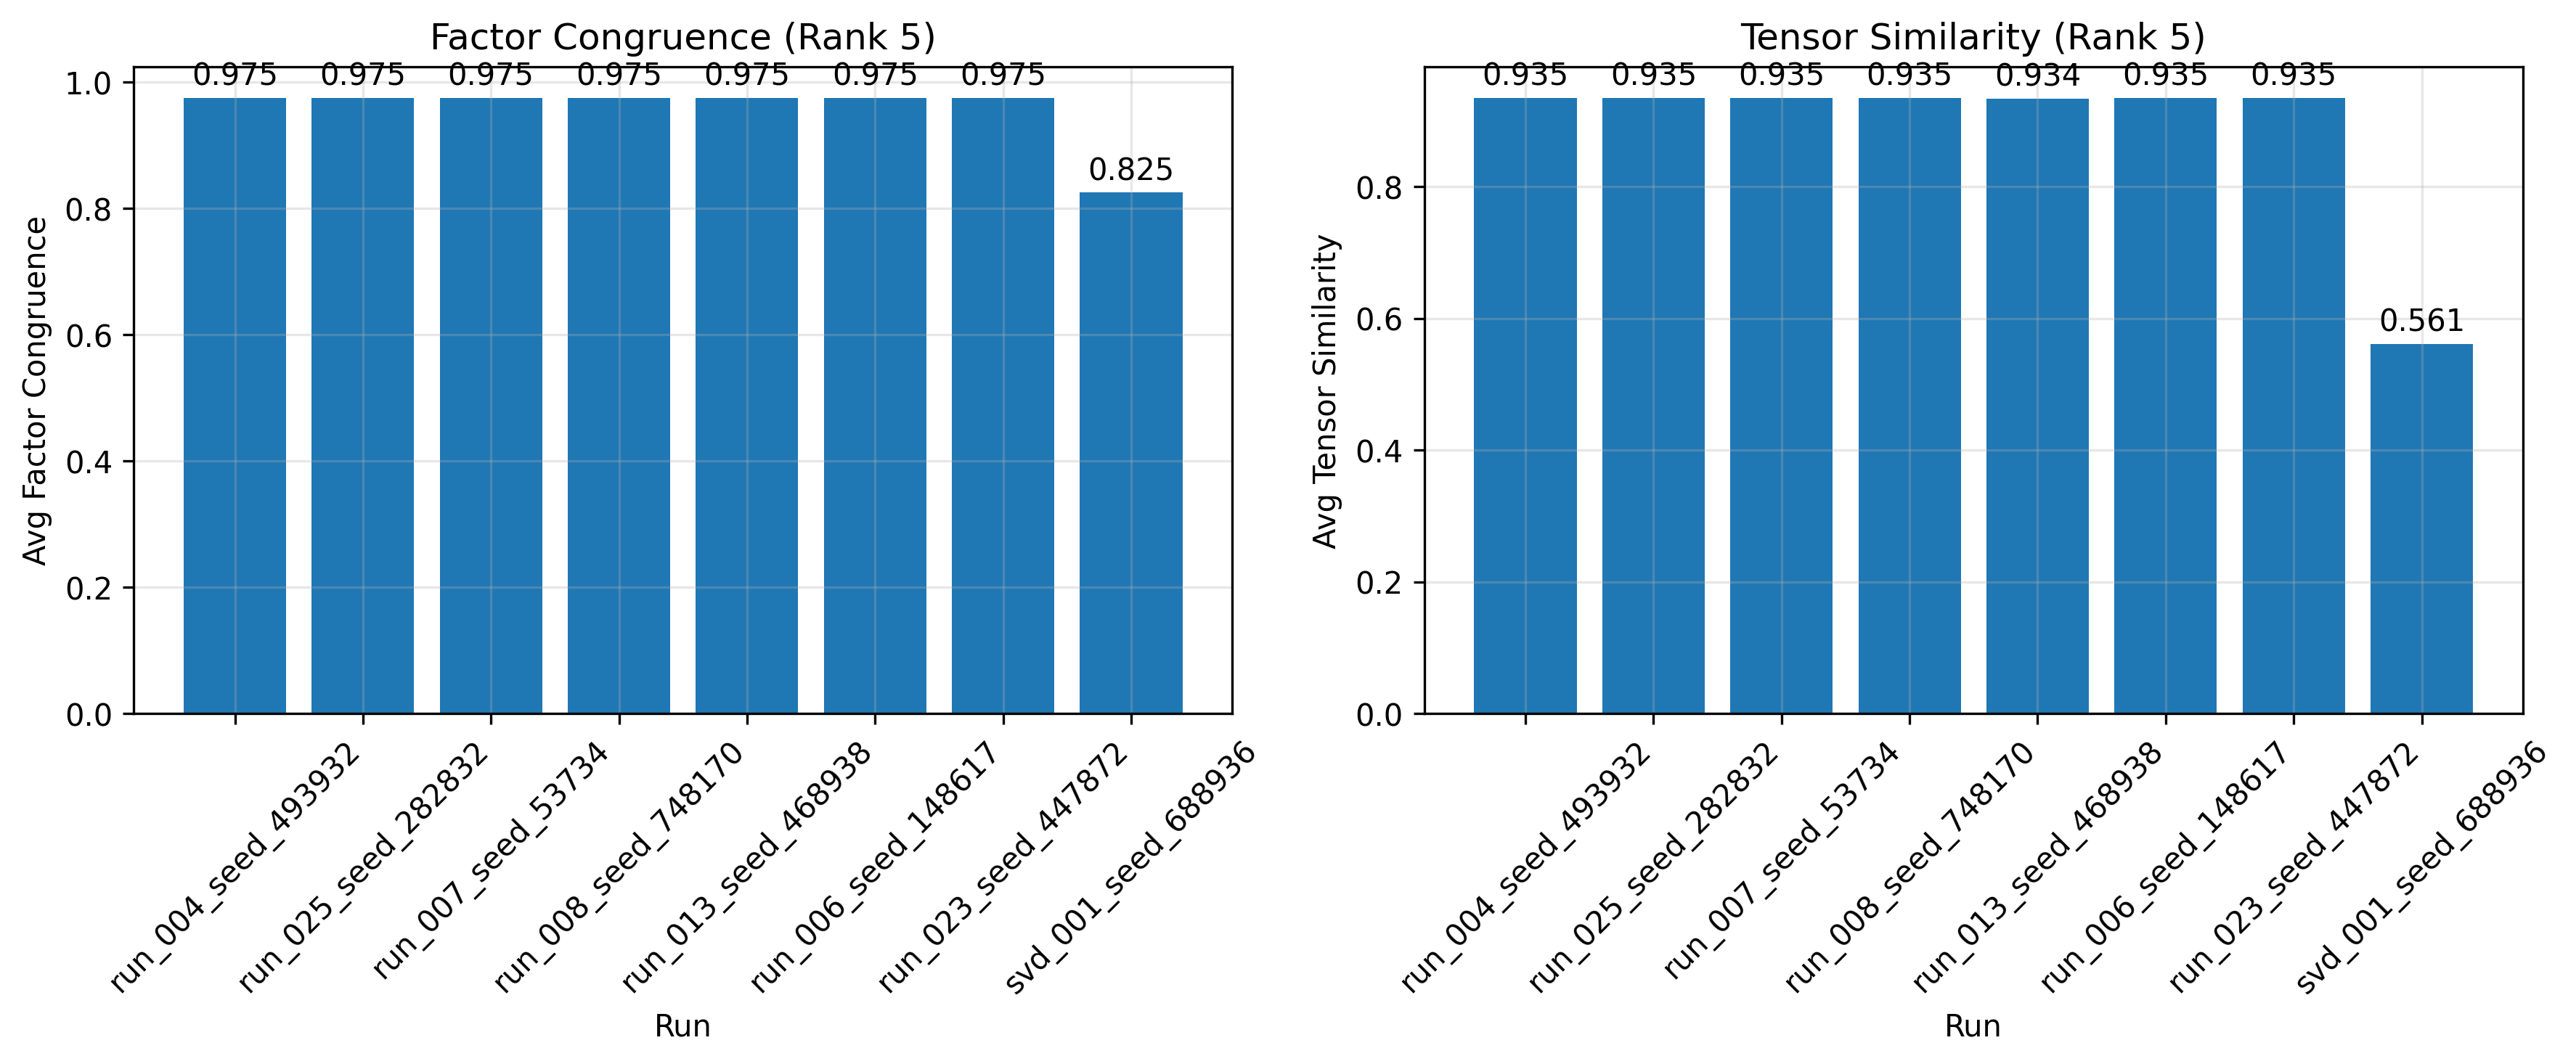 Factor Congruence (Rank 5)
0.975 0.975 0.975 0.975 0.975 0.975 0.975
0.825
1.0
0.8
0.6
0.4
0.2
0.0
Avg Factor Congruence
run_004_seed_493932
run_025_seed_282832
run_007_seed_53734
run_008_seed_748170
run_013_seed_468938
run_006_seed_148617
run_023_seed_447872
svd_001_seed_688936
Run
Tensor Similarity (Rank 5)
0.935 0.935 0.935 0.935 0.934 0.935 0.935
0.561
0.8
0.6
0.4
0.2
0.0
Avg Tensor Similarity
run_004_seed_493932
run_025_seed_282832
run_007_seed_53734
run_008_seed_748170
run_013_seed_468938
run_006_seed_148617
run_023_seed_447872
svd_001_seed_688936
Run